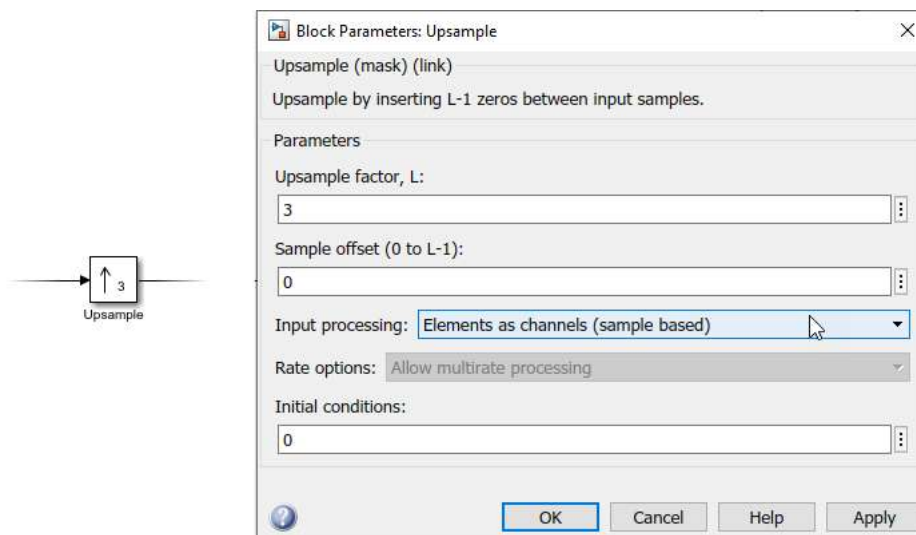 Block Parameters: Upsample
Upsample (mask) (link)
Upsample by inserting L-1 zeros between input samples.
Parameters
Upsample factor, L:
3
Sample offset (0 to L-1):
0
Input processing: Elements as channels (sample based)
Rate options: Allow multirate processing
Initial conditions:
0
OK Cancel Help Apply
3
Upsample